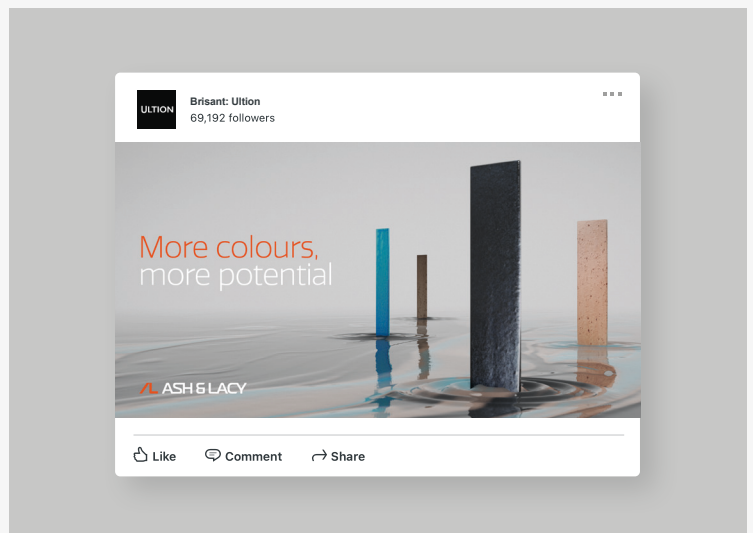 ULTION
Brisant: Ultion
69,192 followers
More colours,
more potential
ASH & LACY
Like
Comment
Share